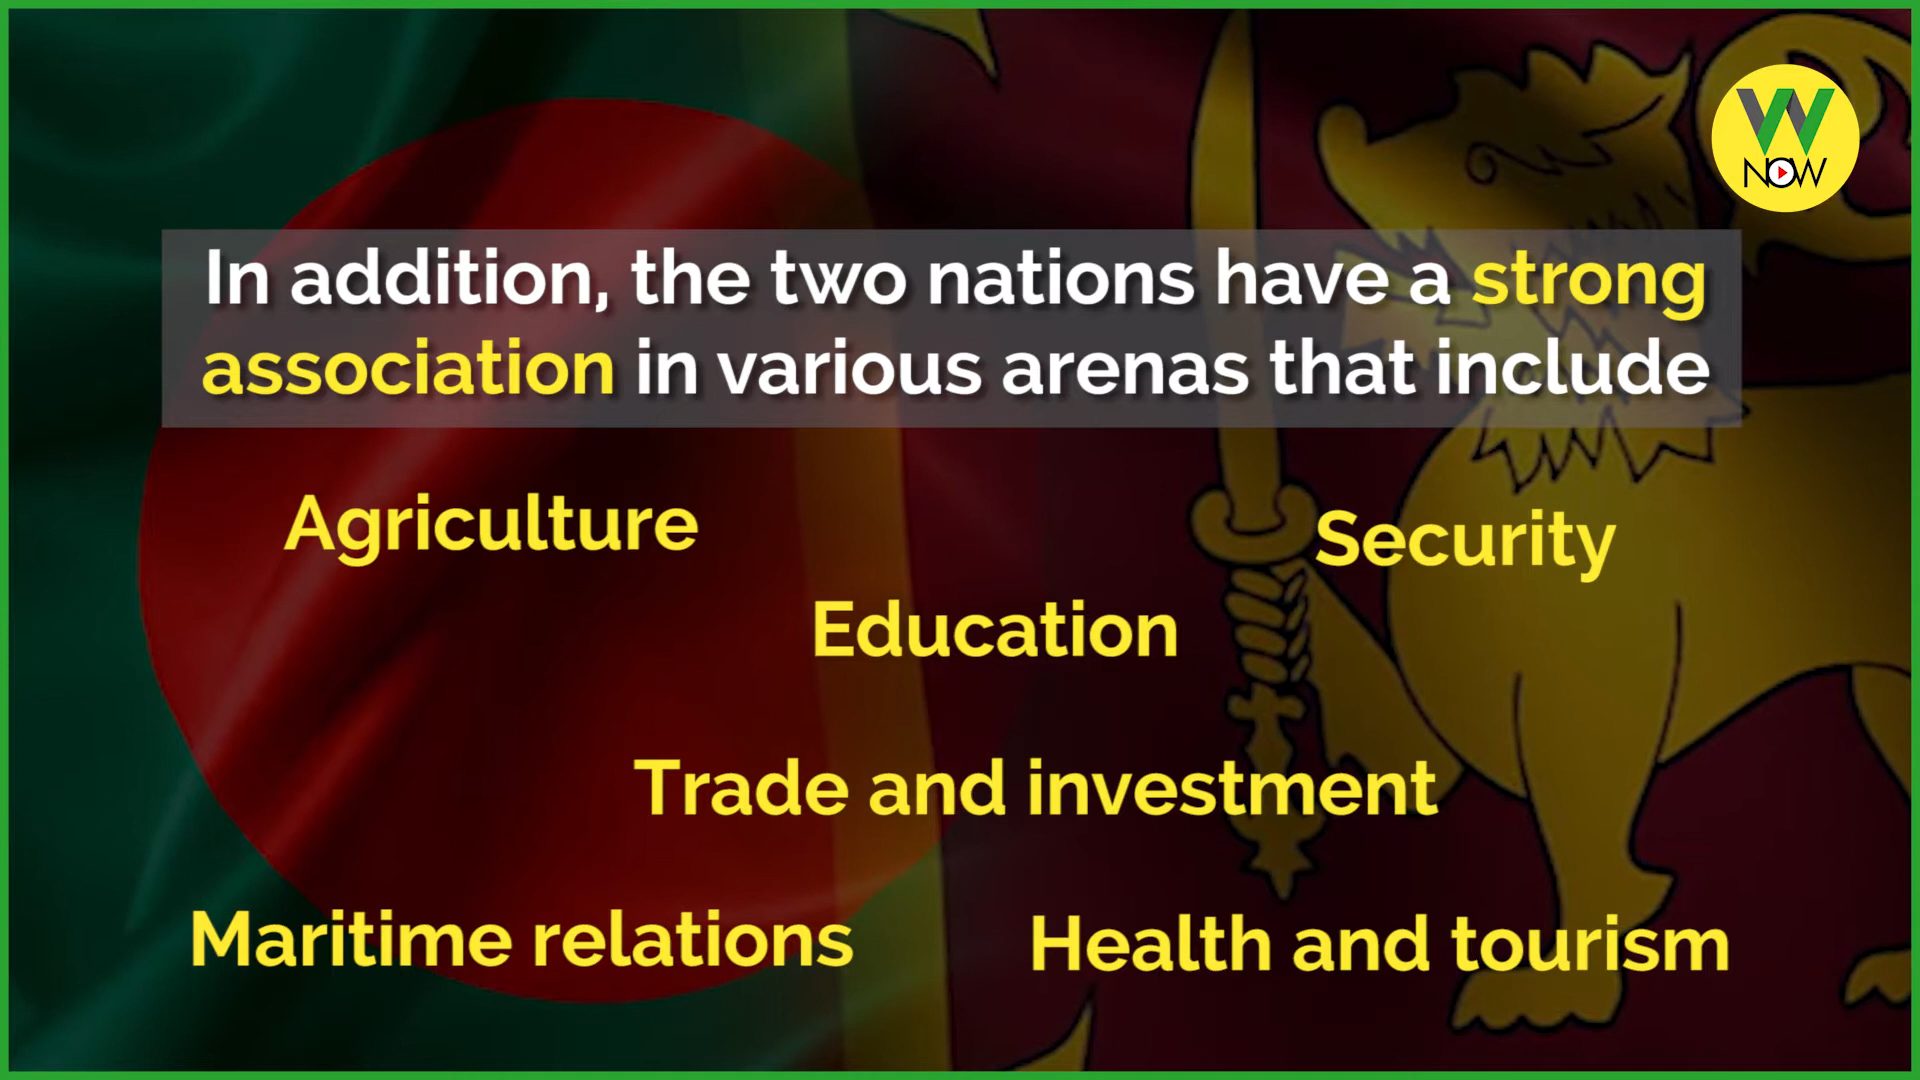 W
NOW
In addition, the two nations have a strong
association in various arenas that include
Agriculture
Security
Education
Trade and investment
Maritime relations
Health and tourism